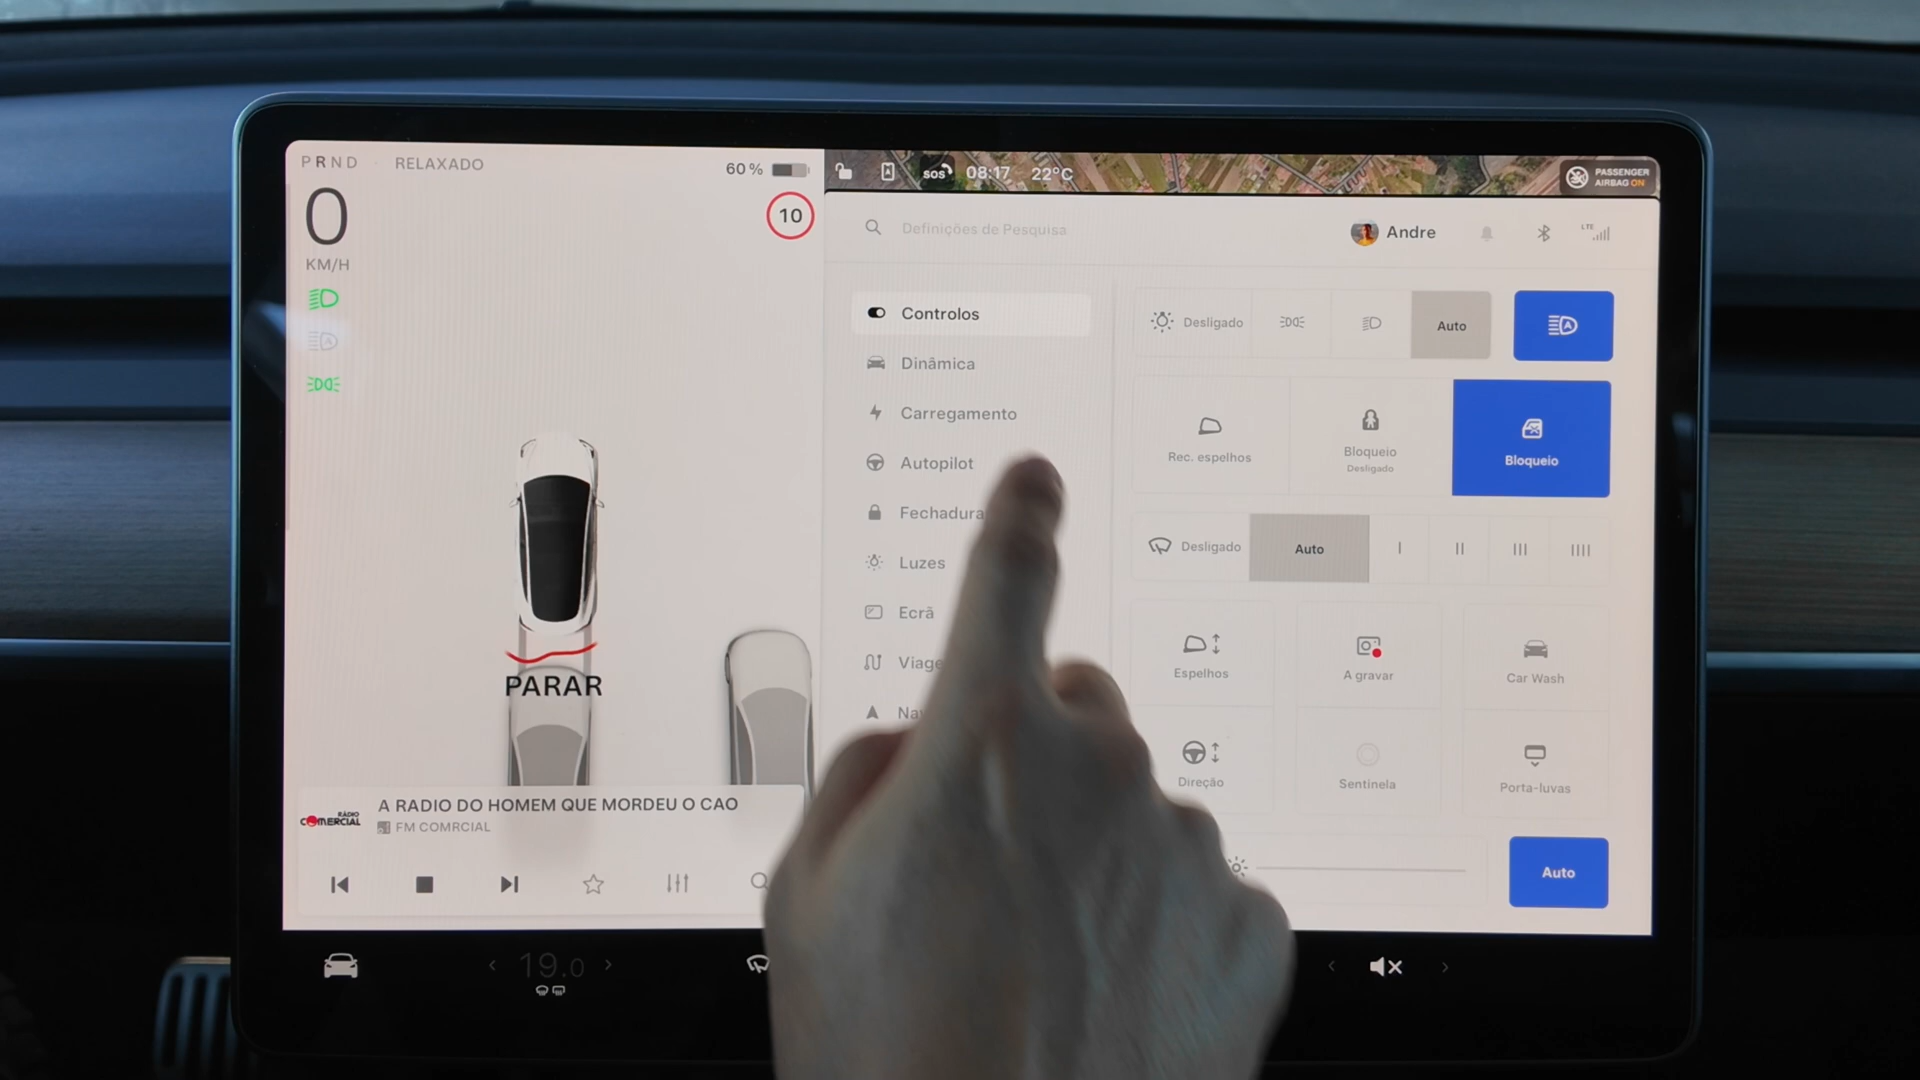 PRND
RELAXADO
60 %
0
KM/H
10
PARAR
RÁDIO
COMERCIAL
A RADIO DO HOMEM QUE MORDEU O CAO
FM COMRCIAL
19.0
SOS
08:17
22°C
PASSENGER
AIRBAG ON
Definições de Pesquisa
Andre
LTE
Controlos
Dinâmica
Carregamento
Autopilot
Fechadura
Luzes
Ecrã
Viage
Nav
Desligado
Auto
Rec. espelhos
Bloqueio
Desligado
Bloqueio
Desligado
Auto
I
II
III
IIII
Espelhos
A gravar
Car Wash
Direção
Sentinela
Porta-luvas
Auto